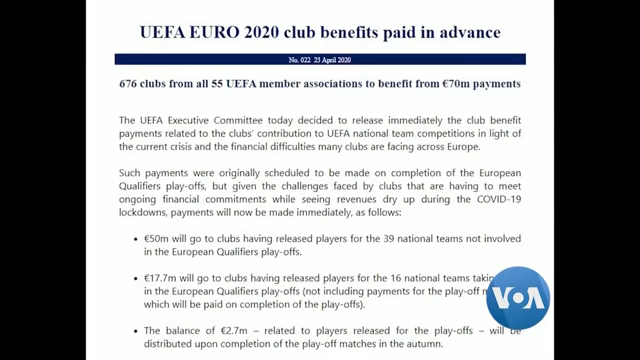 UEFA EURO 2020 club benefits paid in advance
No. 022 23 April 2020
676 clubs from all 55 UEFA member associations to benefit from €70m payments
The UEFA Executive Committee today decided to release immediately the club benefit
payments related to the clubs' contribution to UEFA national team competitions in light of
the current crisis and the financial difficulties many clubs are facing across Europe.
Such payments were originally scheduled to be made on completion of the European
Qualifiers play-offs, but given the challenges faced by clubs that are having to meet
ongoing financial commitments while seeing revenues dry up during the COVID-19
lockdowns, payments will now be made immediately, as follows:
• €50m will go to clubs having released players for the 39 national teams not involved
in the European Qualifiers play-offs.
• €17.7m will go to clubs having released players for the 16 national teams
in the European Qualifiers play-offs (not including payments for the play-off
which will be paid on completion of the play-offs).
VOA
• The balance of €2.7m – related to players released for the play-offs – will be
distributed upon completion of the play-off matches in the autumn.